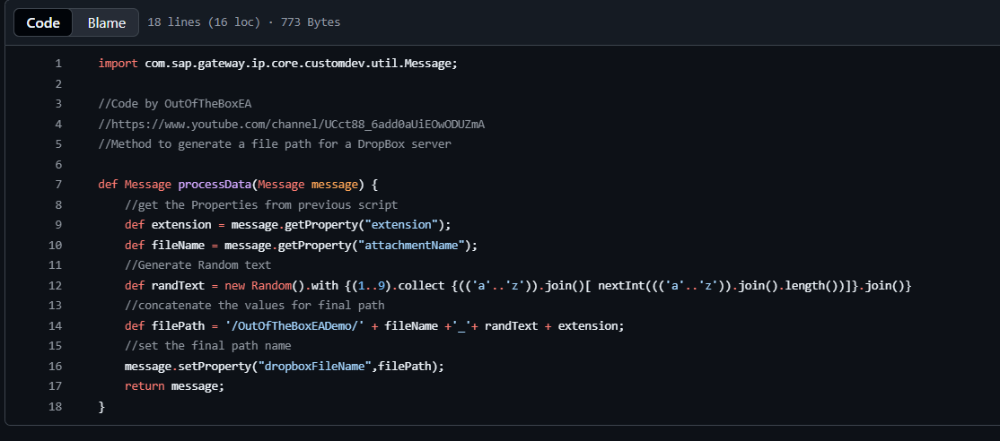 Code Blame 18 lines (16 loc) · 773 Bytes
1 import com.sap.gateway.ip.core.customdev.util.Message;
2
3 //Code by OutOfTheBoxEA
4 //https://www.youtube.com/channel/UCct88_6add0aUiEOwODUZmA
5 //Method to generate a file path for a DropBox server
6
7 def Message processData(Message message) {
8 //get the Properties from previous script
9 def extension = message.getProperty("extension");
10 def fileName = message.getProperty("attachmentName");
11 //Generate Random text
12 def randText = new Random().with {(1..9).collect {(('a'..'z')).join()[ nextInt((('a'..'z')).join().length())]}.join()}
13 //concatenate the values for final path
14 def filePath = '/OutOfTheBoxEADemo/' + fileName +'_'+ randText + extension;
15 //set the final path name
16 message.setProperty("dropboxFileName",filePath);
17 return message;
18 }